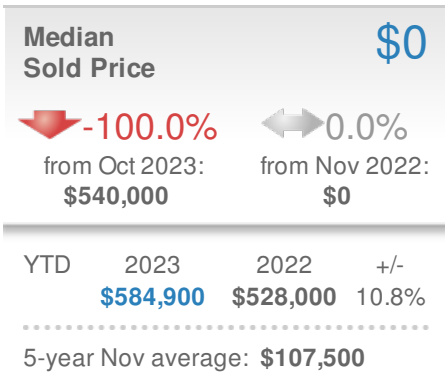 Median $0
Sold Price
-100.0% 0.0%
from Oct 2023: from Nov 2022:
$540,000 $0
YTD 2023 2022 +/-
$584,900 $528,000 10.8%
5-year Nov average: $107,500